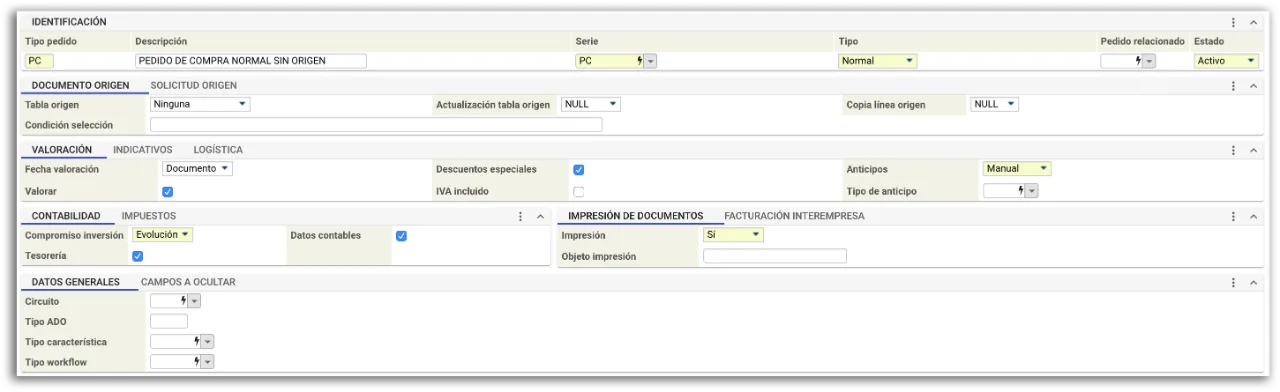 IDENTIFICACIÓN
Tipo pedido Descripción Serie Tipo Pedido relacionado Estado
PC PEDIDO DE COMPRA NORMAL SIN ORIGEN PC Normal Activo
DOCUMENTO ORIGEN SOLICITUD ORIGEN
Tabla origen Ninguna Actualización tabla origen NULL Copia línea origen NULL
Condición selección
VALORACIÓN INDICATIVOS LOGÍSTICA
Fecha valoración Documento Descuentos especiales Anticipos Manual
Valorar IVA incluido Tipo de anticipo
CONTABILIDAD IMPUESTOS IMPRESIÓN DE DOCUMENTOS FACTURACIÓN INTEREMPRESA
Compromiso inversión Evolución Datos contables Impresión Sí
Tesorería Objeto impresión
DATOS GENERALES CAMPOS A OCULTAR
Circuito
Tipo ADO
Tipo característica
Tipo workflow